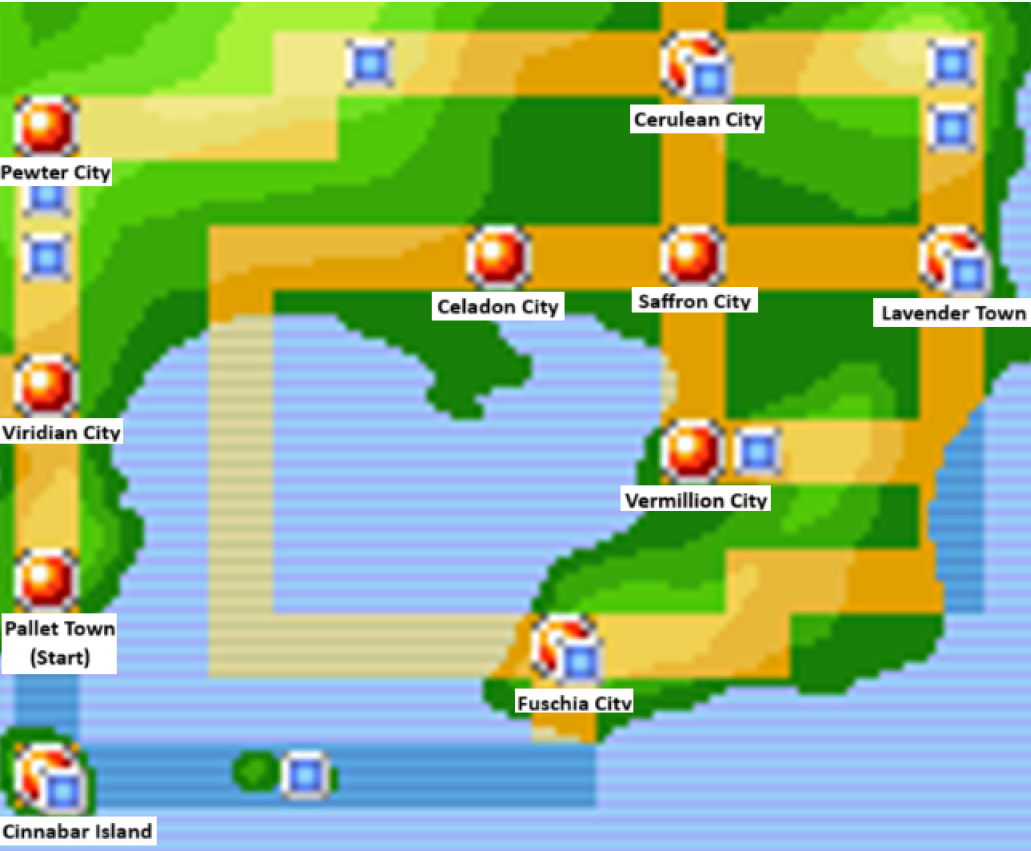 Cerulean City
Pewter City
Celadon City
Saffron City
Lavender Town
Viridian City
Vermillion City
Pallet Town
(Start)
Fuschia City
Cinnabar Island